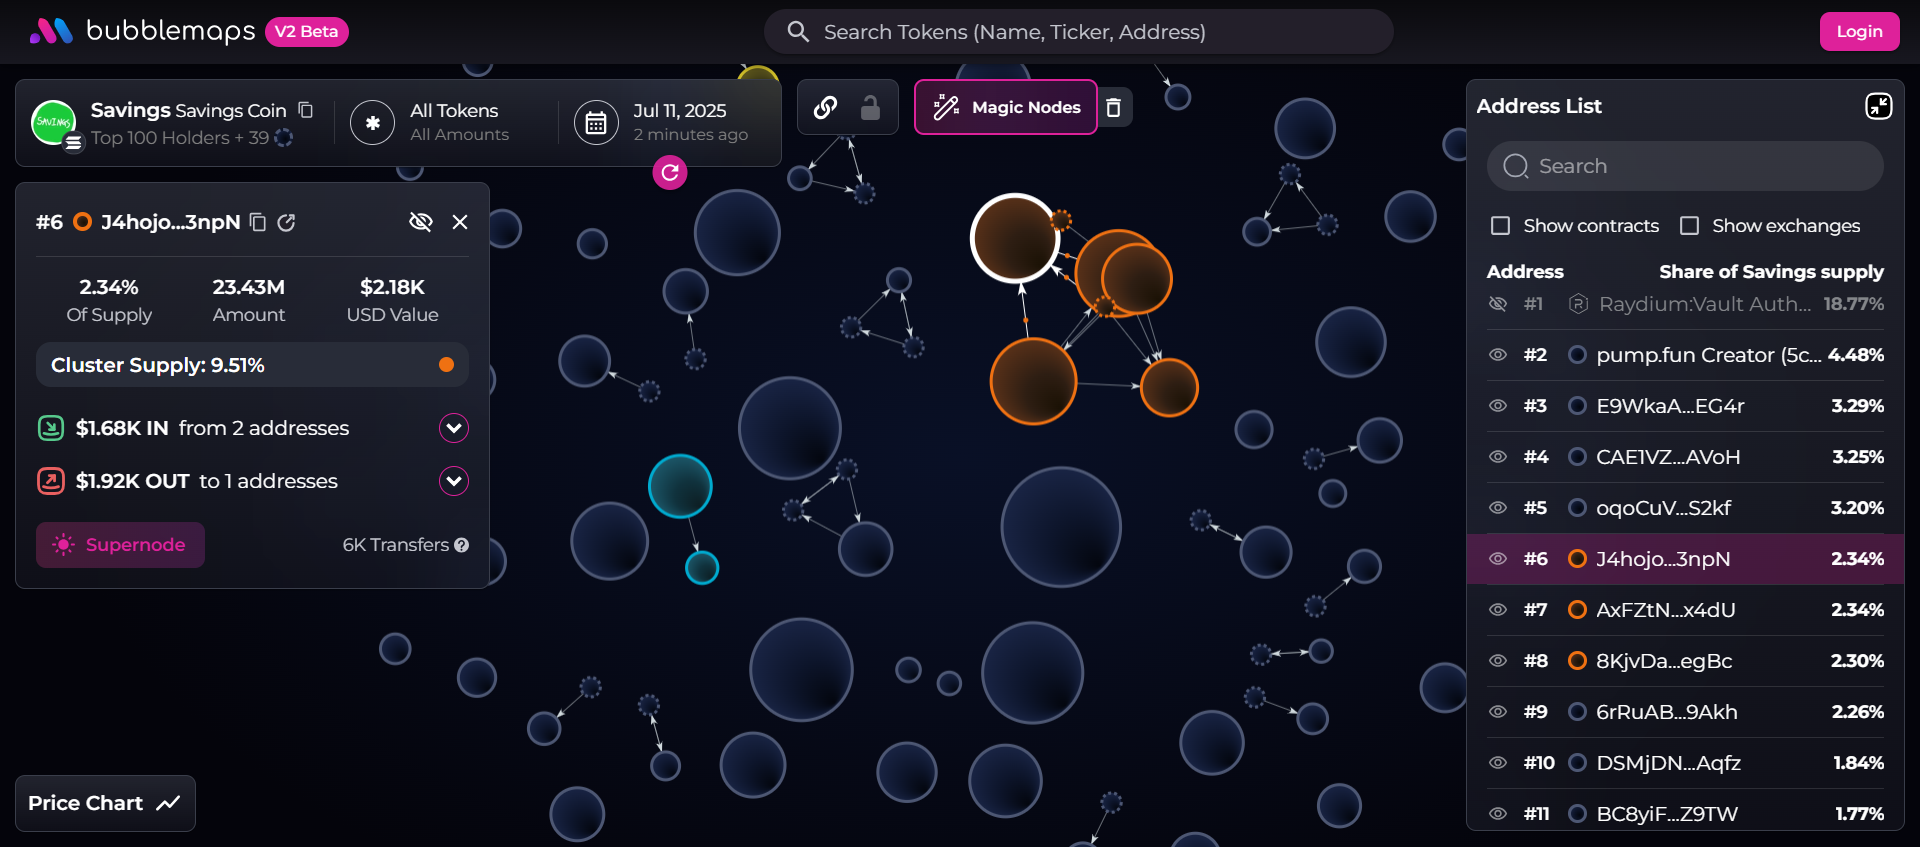 bubblemaps V2 Beta
Search Tokens (Name, Ticker, Address)
Login
SAVINGS
Savings Savings Coin
Top 100 Holders + 39
All Tokens
All Amounts
Jul 11, 2025
2 minutes ago
Magic Nodes
#6 J4hojo...3npN
2.34% 23.43M $2.18K
Of Supply Amount USD Value
Cluster Supply: 9.51%
$1.68K IN from 2 addresses
$1.92K OUT to 1 addresses
Supernode 6K Transfers ?
Price Chart
Address List
Search
Show contracts Show exchanges
Address Share of Savings supply
#1 Raydium:Vault Auth... 18.77%
#2 pump.fun Creator (5c... 4.48%
#3 E9WkaA...EG4r 3.29%
#4 CAE1VZ...AVoH 3.25%
#5 oqoCuV...S2kf 3.20%
#6 J4hojo...3npN 2.34%
#7 AxFZtN...x4dU 2.34%
#8 8KjvDa...egBc 2.30%
#9 6rRuAB...9Akh 2.26%
#10 DSMjDN...Aqfz 1.84%
#11 BC8yiF...Z9TW 1.77%